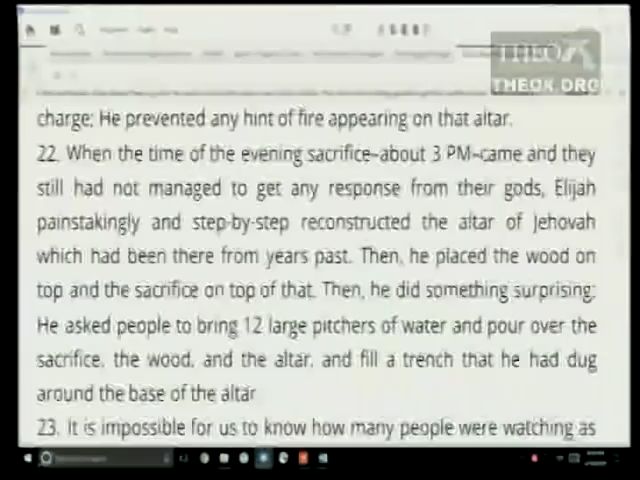 THEOK
THEOK.ORG
charge; He prevented any hint of fire appearing on that altar.
22. When the time of the evening sacrifice–about 3 PM–came and they
still had not managed to get any response from their gods, Elijah
painstakingly and step-by-step reconstructed the altar of Jehovah
which had been there from years past. Then, he placed the wood on
top and the sacrifice on top of that. Then, he did something surprising;
He asked people to bring 12 large pitchers of water and pour over the
sacrifice, the wood, and the altar, and fill a trench that he had dug
around the base of the altar
23. It is impossible for us to know how many people were watching as